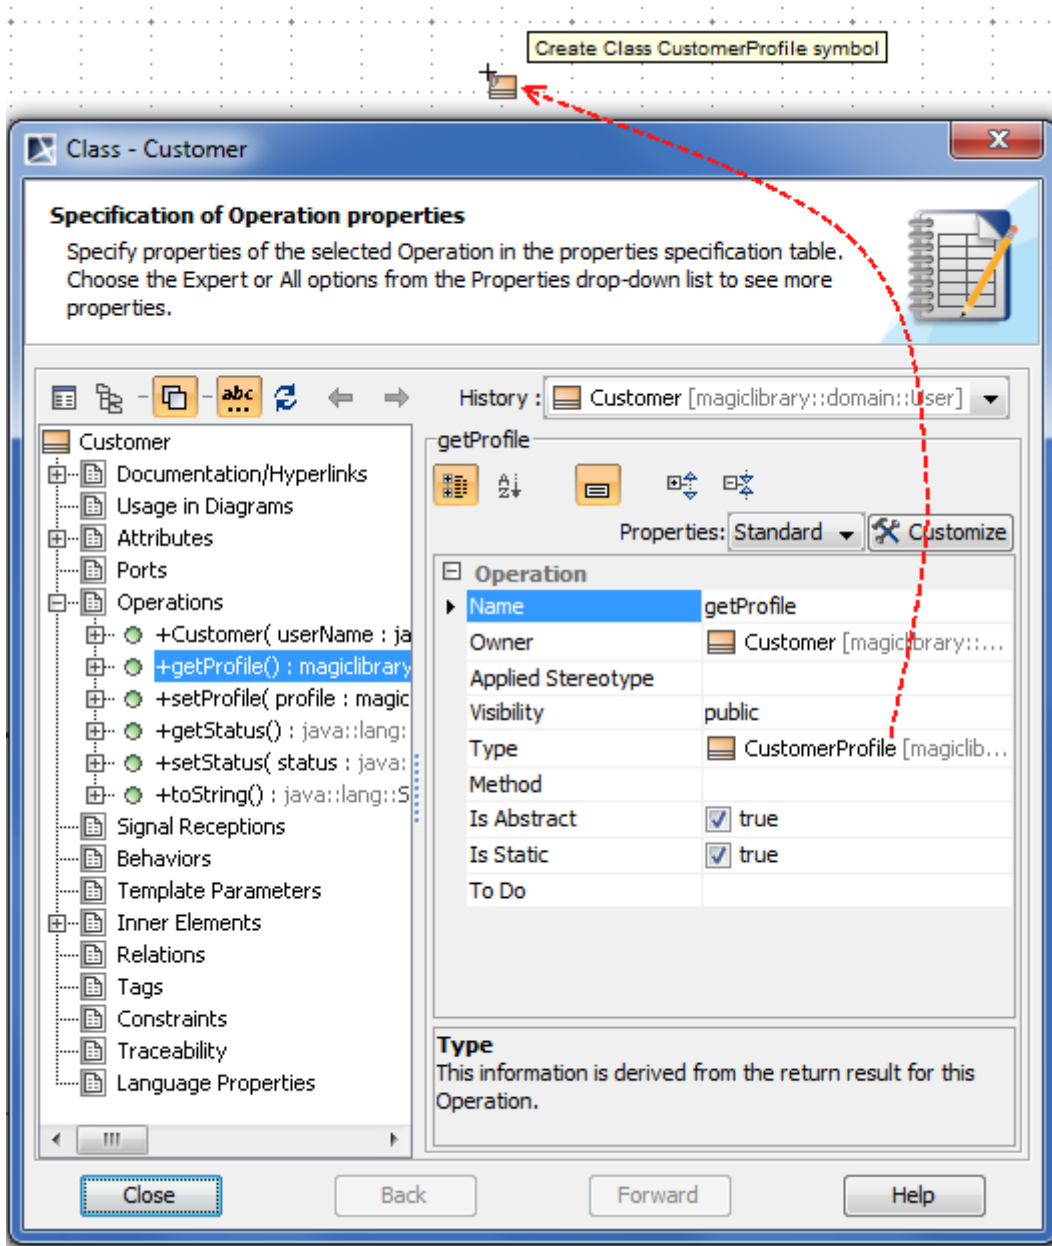 Create Class CustomerProfile symbol
Class - Customer
Specification of Operation properties
Specify properties of the selected Operation in the properties specification table.
Choose the Expert or All options from the Properties drop-down list to see more
properties.
abc
History :
Customer [magiclibrary::domain::User]
Customer
Documentation/Hyperlinks
Usage in Diagrams
Attributes
Ports
Operations
+Customer( userName : ja
+getProfile() : magiclibrary
+setProfile( profile : magic
+getStatus() : java::lang:
+setStatus( status : java:
+toString() : java::lang::S
Signal Receptions
Behaviors
Template Parameters
Inner Elements
Relations
Tags
Constraints
Traceability
Language Properties
getProfile
Properties: Standard Customize
Operation
Name getProfile
Owner Customer [magiclibrary::...
Applied Stereotype
Visibility public
Type CustomerProfile [magiclib...
Method
Is Abstract true
Is Static true
To Do
Type
This information is derived from the return result for this
Operation.
Close Back Forward Help